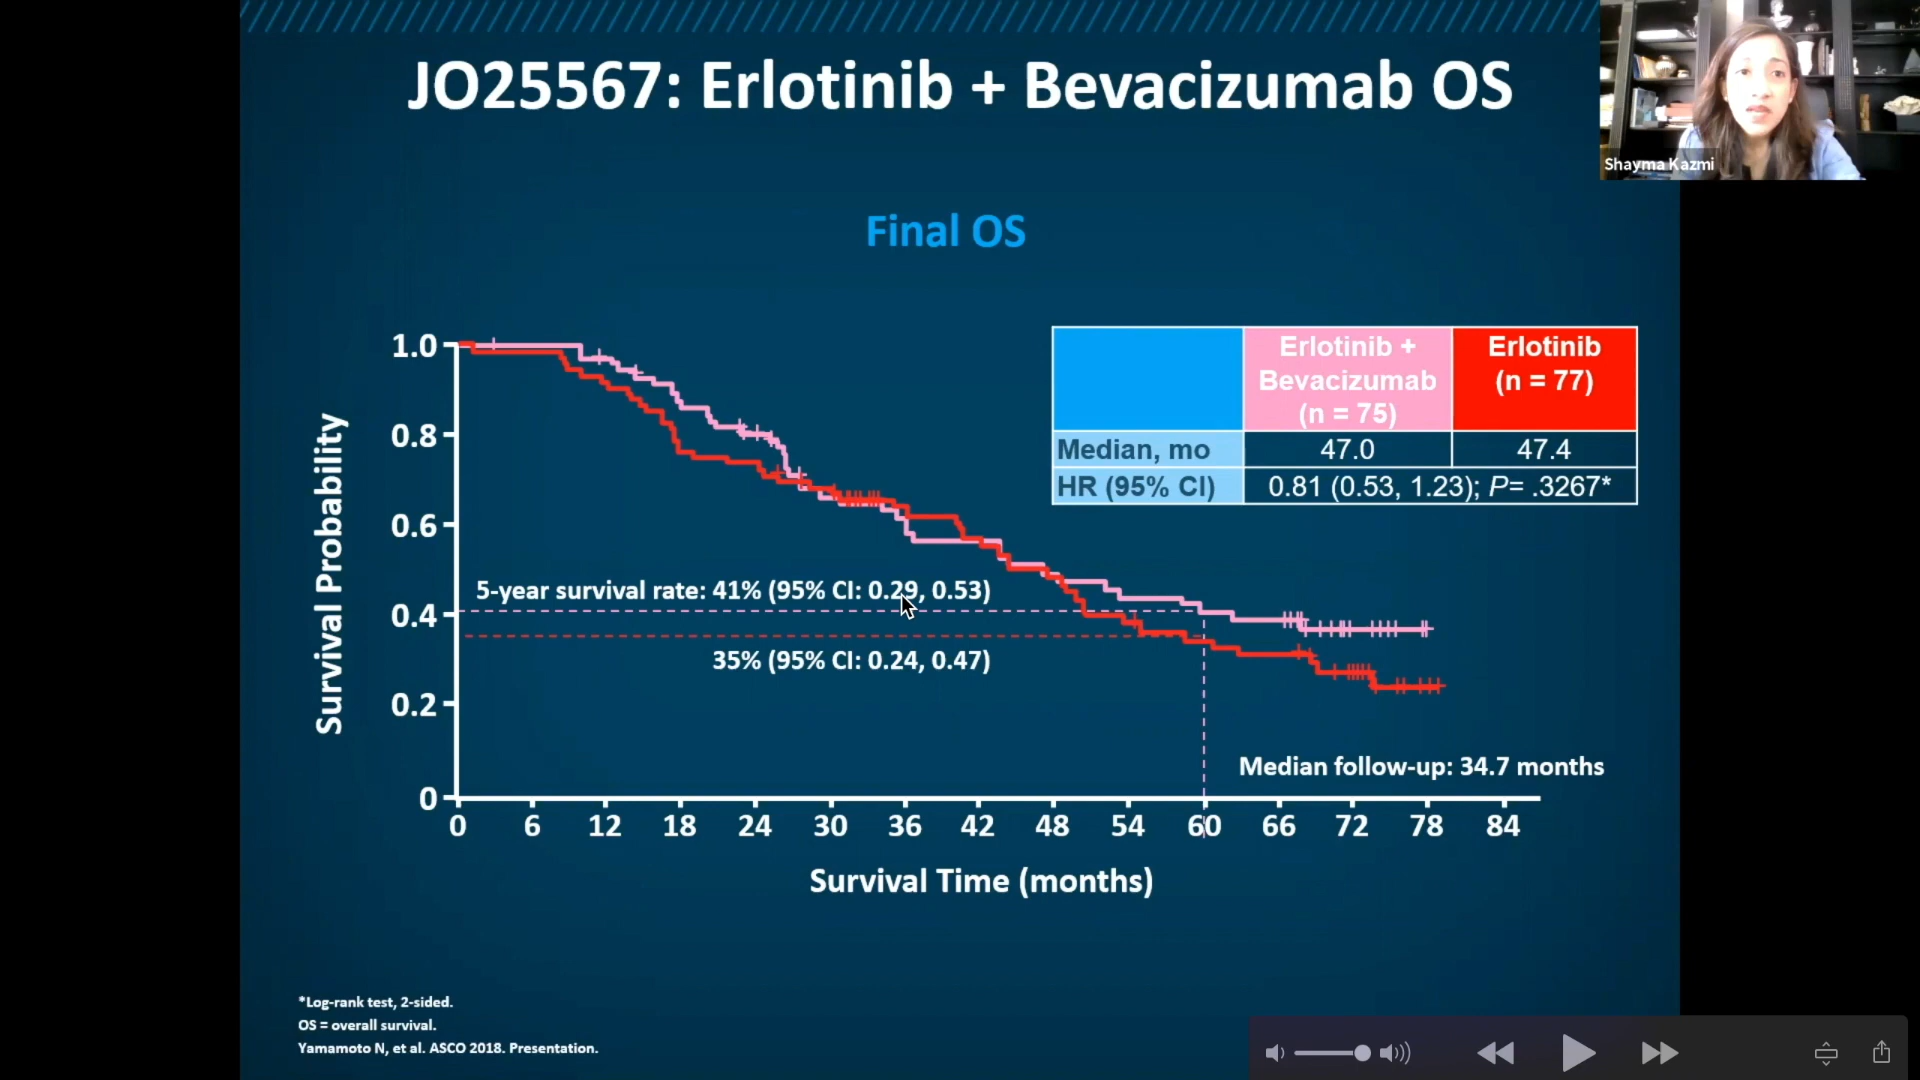 JO25567: Erlotinib + Bevacizumab OS
Shayma Kazmi
Final OS
Erlotinib +
Bevacizumab
(n = 75)
Erlotinib
(n = 77)
Median, mo 47.0 47.4
HR (95% CI) 0.81 (0.53, 1.23); P= .3267*
Survival Probability
1.0
0.8
0.6
0.4
0.2
0
5-year survival rate: 41% (95% CI: 0.29, 0.53)
35% (95% CI: 0.24, 0.47)
Median follow-up: 34.7 months
0 6 12 18 24 30 36 42 48 54 60 66 72 78 84
Survival Time (months)
*Log-rank test, 2-sided.
OS = overall survival.
Yamamoto N, et al. ASCO 2018. Presentation.